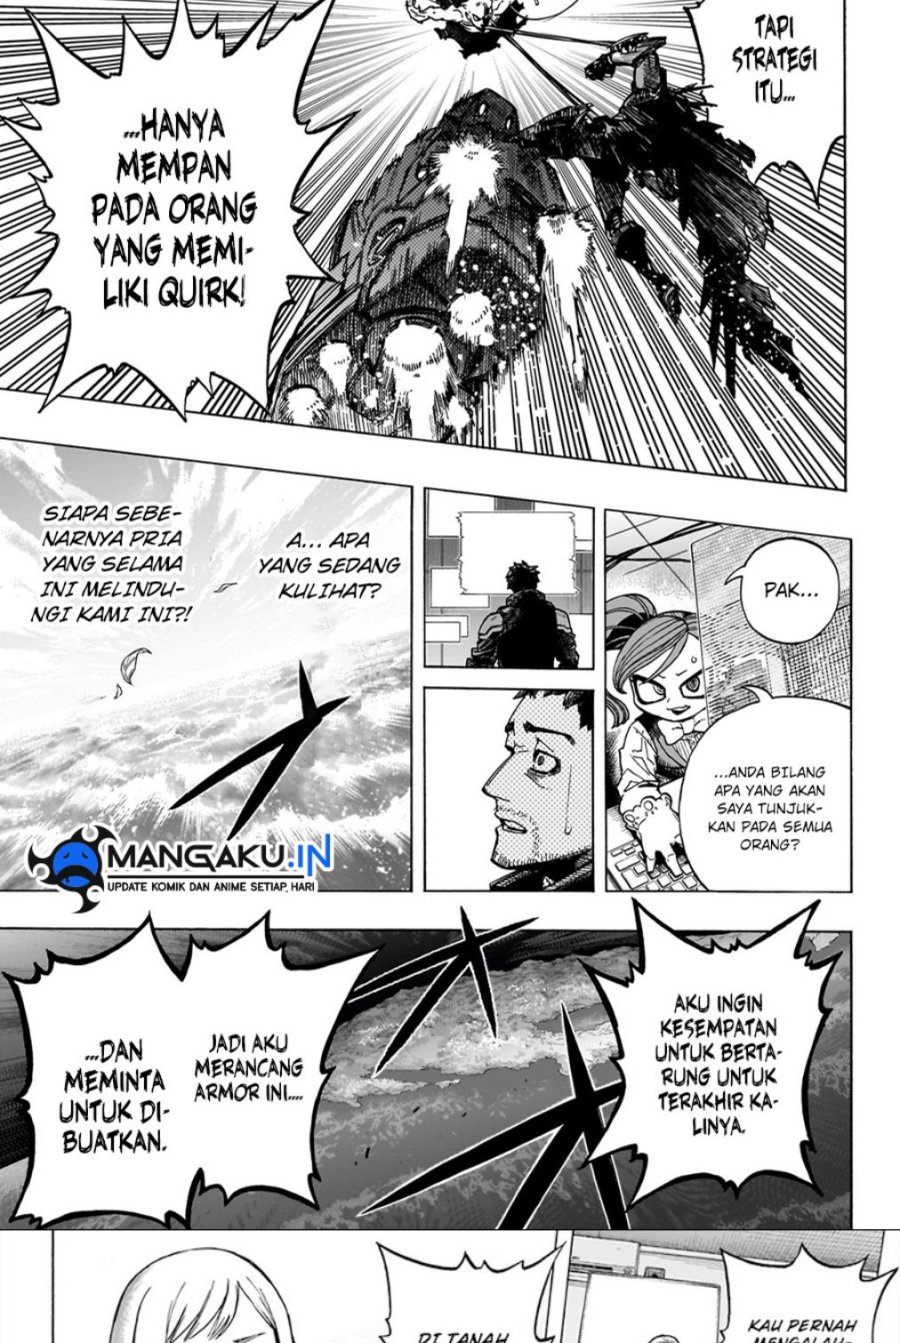 TAPI
STRATEGI
ITU...
...HANYA
MEMPAN
PADA ORANG
YANG MEMI-
LIKI QUIRK!
PAK...
...ANDA BILANG
APA YANG AKAN
SAYA TUNJUK-
KAN PADA SEMUA
ORANG?
A... APA
YANG SEDANG
KULIHAT?
SIAPA SEBE-
NARNYA PRIA
YANG SELAMA
INI MELINDU-
NGI KAMI INI?!
MANGAKU.IN
UPDATE KOMIK DAN ANIME SETIAP HARI
AKU INGIN
KESEMPATAN
UNTUK BERTA-
RUNG UNTUK
TERAKHIR KA-
LINYA.
JADI AKU
MERANCANG
ARMOR INI....
...DAN
MEMINTA
UNTUK DI-
BUATKAN.
KAU PERNAH
MENGALAH-
DI TANAH